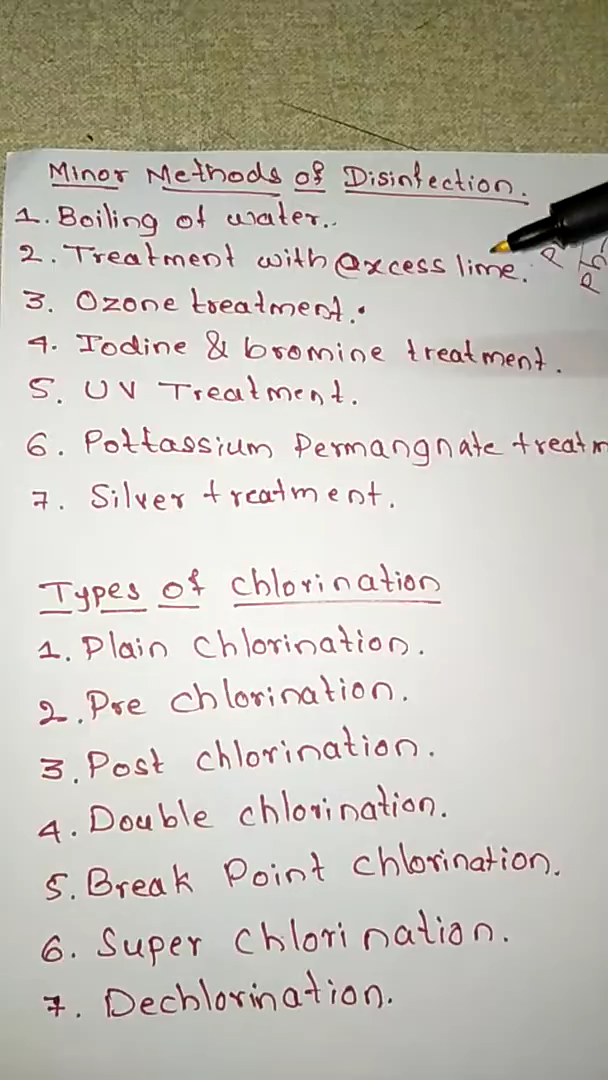 Minor Methods of Disinfection.
1. Boiling of water..
2. Treatment with excess lime.
3. Ozone treatment.
4. Iodine & bromine treatment.
5. UV Treatment.
6. Pottassium Permangnate treatm
7. Silver treatment.
Types of chlorination
1. Plain chlorination.
2. Pre chlorination.
3. Post chlorination.
4. Double chlorination.
5. Break Point chlorination.
6. Super chlorination.
7. Dechlorination.